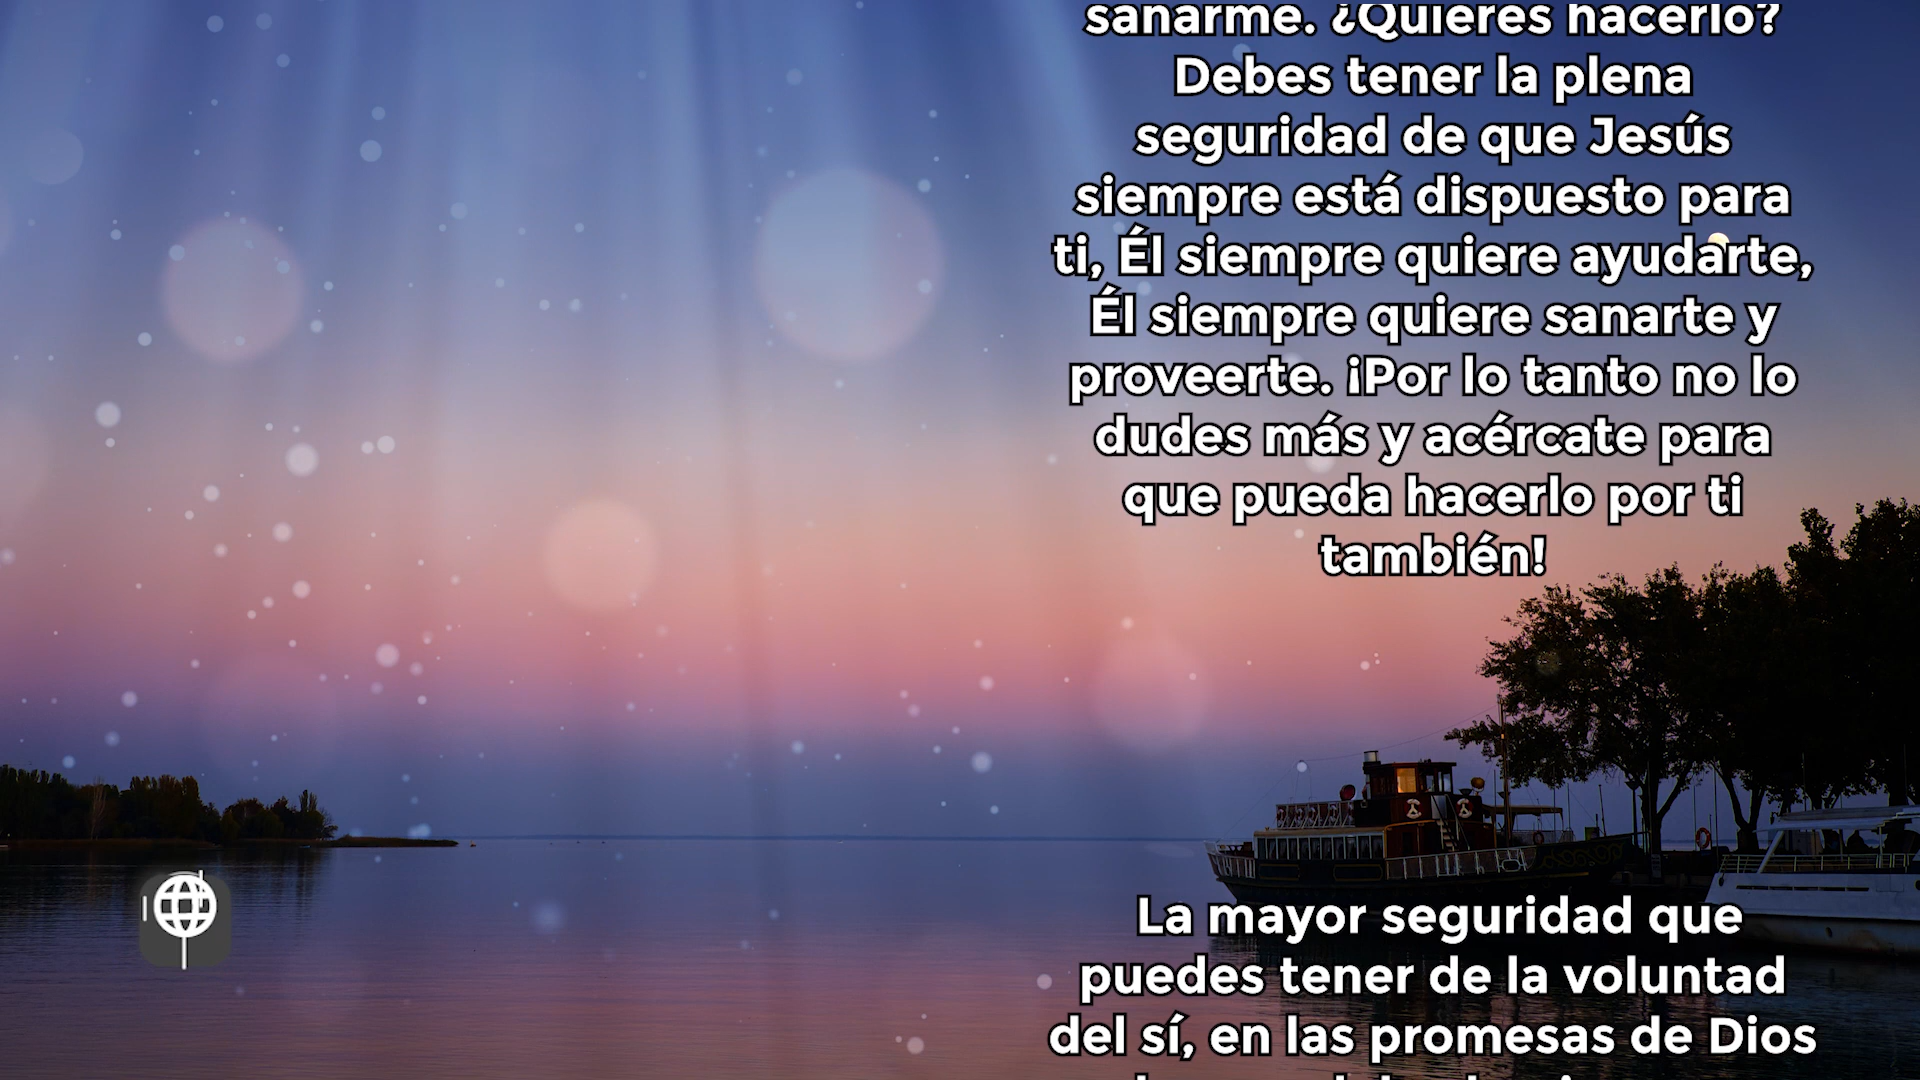 sanarme. ¿Quieres hacerlo?
Debes tener la plena
seguridad de que Jesús
siempre está dispuesto para
ti, Él siempre quiere ayudarte,
Él siempre quiere sanarte y
proveerte. ¡Por lo tanto no lo
dudes más y acércate para
que pueda hacerlo por ti
también!
La mayor seguridad que
puedes tener de la voluntad
del sí, en las promesas de Dios